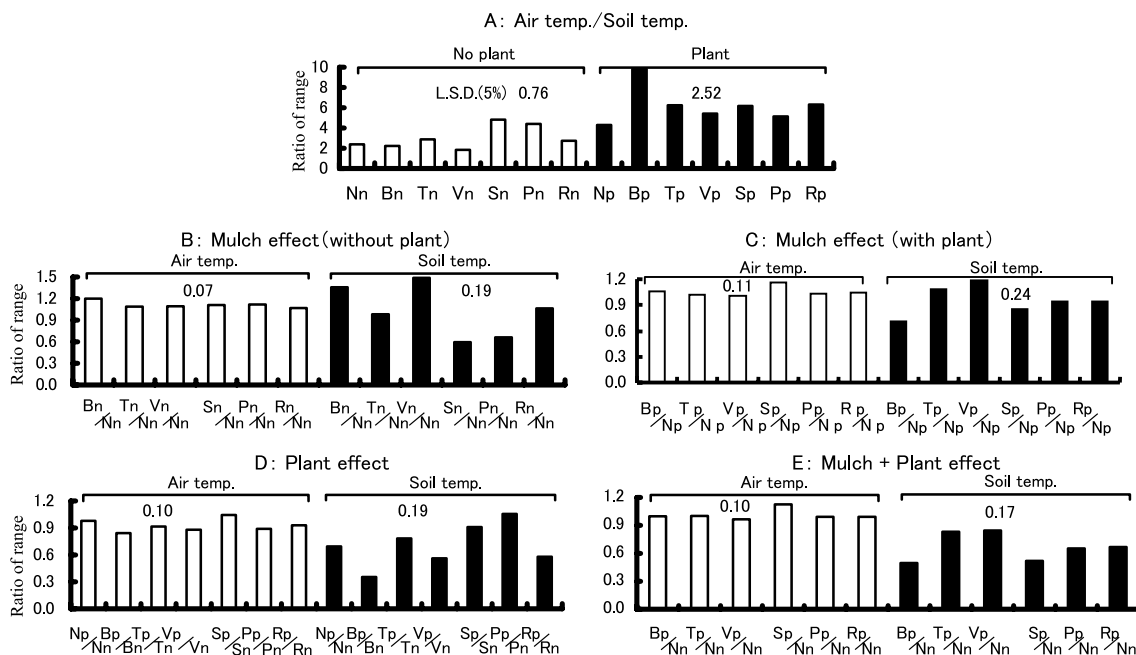 A: Air temp./Soil temp.
No plant
Plant
Ratio of range
10
8
6
4
2
0
L.S.D.(5%) 0.76
2.52
Nn Bn Tn Vn Sn Pn Rn Np Bp Tp Vp Sp Pp Rp
B: Mulch effect(without plant)
Air temp.
Soil temp.
Ratio of range
1.5
1.2
0.9
0.6
0.3
0.0
0.07
0.19
Bn/Nn Tn/Nn Vn/Nn Sn/Nn Pn/Nn Rn/Nn Bn/Nn Tn/Nn Vn/Nn Sn/Nn Pn/Nn Rn/Nn
C: Mulch effect (with plant)
Air temp.
Soil temp.
1.2
0.9
0.6
0.3
0.0
0.11
0.24
Bp/Np Tp/Np Vp/Np Sp/Np Pp/Np Rp/Np Bp/Np Tp/Np Vp/Np Sp/Np Pp/Np Rp/Np
D: Plant effect
Air temp.
Soil temp.
Ratio of range
1.2
0.9
0.6
0.3
0.0
0.10
0.19
Np/Nn Bp/Bn Tp/Tn Vp/Vn Sp/Sn Pp/Pn Rp/Rn Np/Nn Bp/Bn Tp/Tn Vp/Vn Sp/Sn Pp/Pn Rp/Rn
E: Mulch + Plant effect
Air temp.
Soil temp.
1.2
0.9
0.6
0.3
0.0
0.10
0.17
Bp/Nn Tp/Nn Vp/Nn Sp/Nn Pp/Nn Rp/Nn Bp/Nn Tp/Nn Vp/Nn Sp/Nn Pp/Nn Rp/Nn